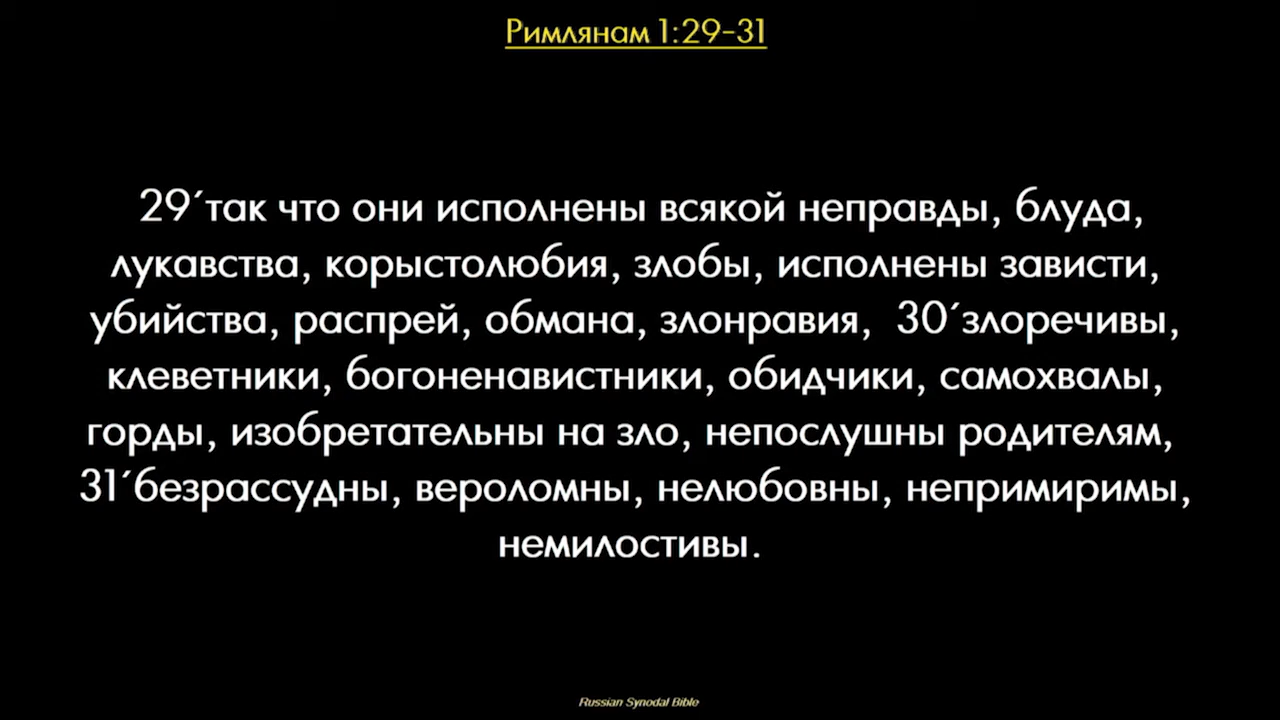 Римлянам 1:29-31
29´так что они исполнены всякой неправды, блуда,
лукавства, корыстолюбия, злобы, исполнены зависти,
убийства, распрей, обмана, злонравия, 30´злоречивы,
клеветники, богоненавистники, обидчики, самохвалы,
горды, изобретательны на зло, непослушны родителям,
31´безрассудны, вероломны, нелюбовны, непримиримы,
немилостивы.
Russian Synodal Bible